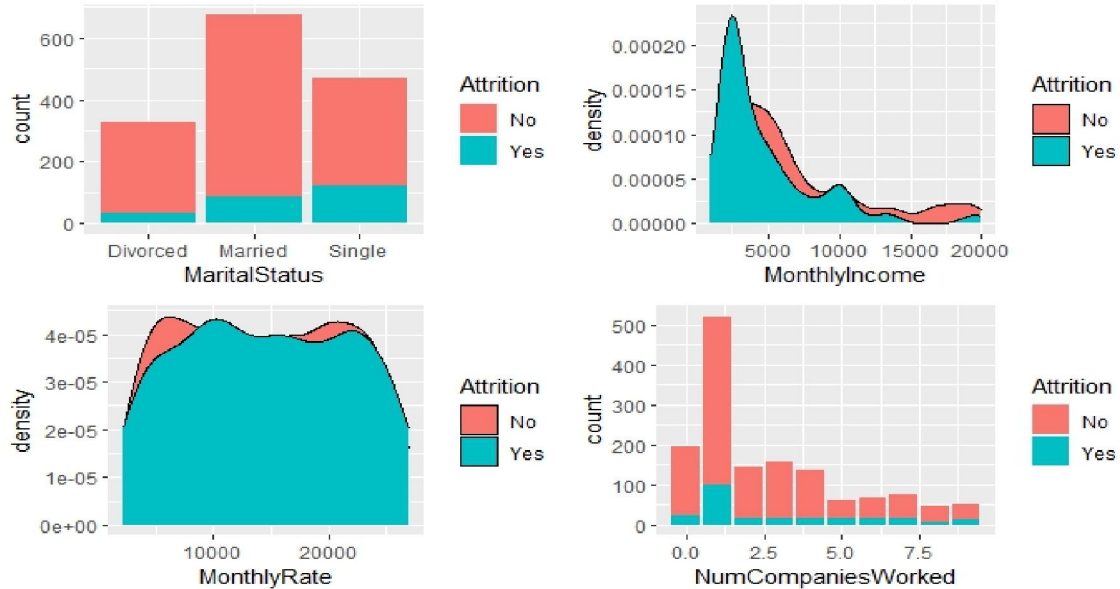 600
400
200
0
count
Divorced Married Single
MaritalStatus
Attrition
No
Yes
0.00020
0.00015
0.00010
0.00005
0.00000
density
5000 10000 15000 20000
MonthlyIncome
Attrition
No
Yes
4e-05
3e-05
2e-05
1e-05
0e+00
density
10000 20000
MonthlyRate
Attrition
No
Yes
500
400
300
200
100
0
count
0.0 2.5 5.0 7.5
NumCompaniesWorked
Attrition
No
Yes